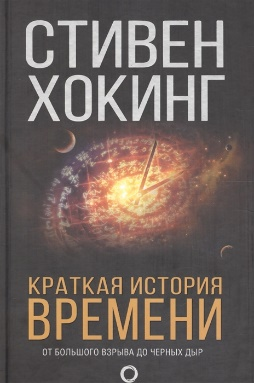 СТИВЕН
ХОКИНГ
КРАТКАЯ ИСТОРИЯ
ВРЕМЕНИ
ОТ БОЛЬШОГО ВЗРЫВА ДО ЧЕРНЫХ ДЫР